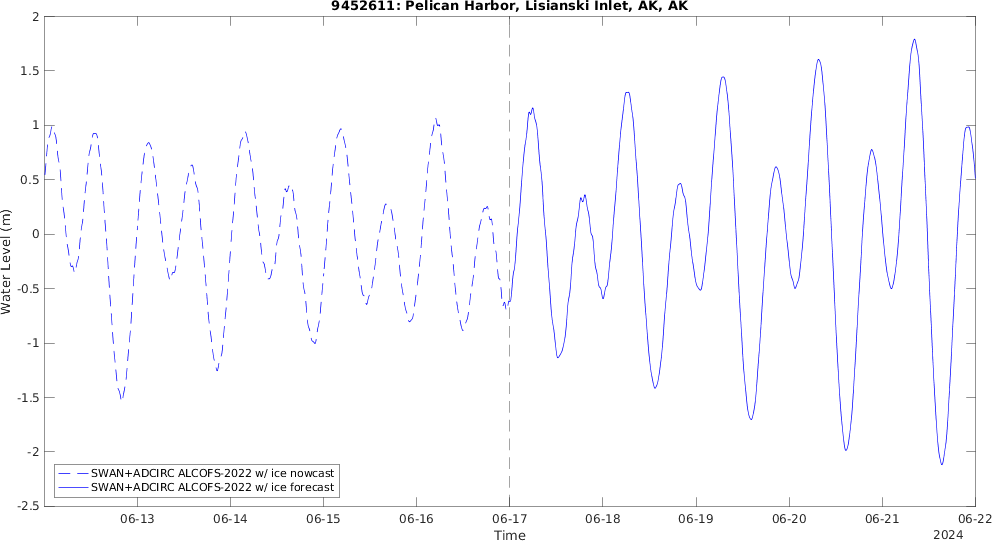 9452611: Pelican Harbor, Lisianski Inlet, AK, AK
Water Level (m)
2
1.5
1
0.5
0
-0.5
-1
-1.5
-2
-2.5
SWAN+ADCIRC ALCOFS-2022 w/ ice nowcast
SWAN+ADCIRC ALCOFS-2022 w/ ice forecast
06-13 06-14 06-15 06-16 06-17 06-18 06-19 06-20 06-21 06-22
Time
2024